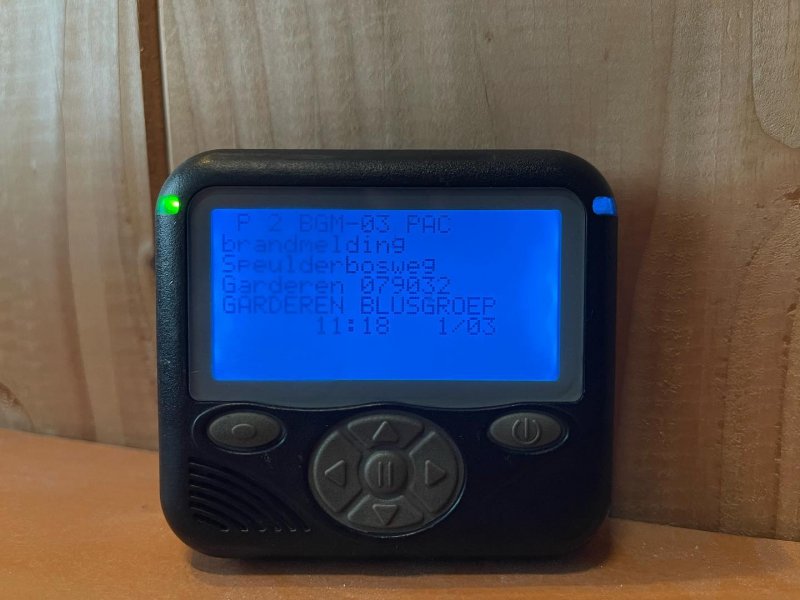 P 2 BGM-03 PAC
brandmelding
Speulderbosweg
Garderen 079032
GARDEREN BLUSGROEP
11:18 1/03